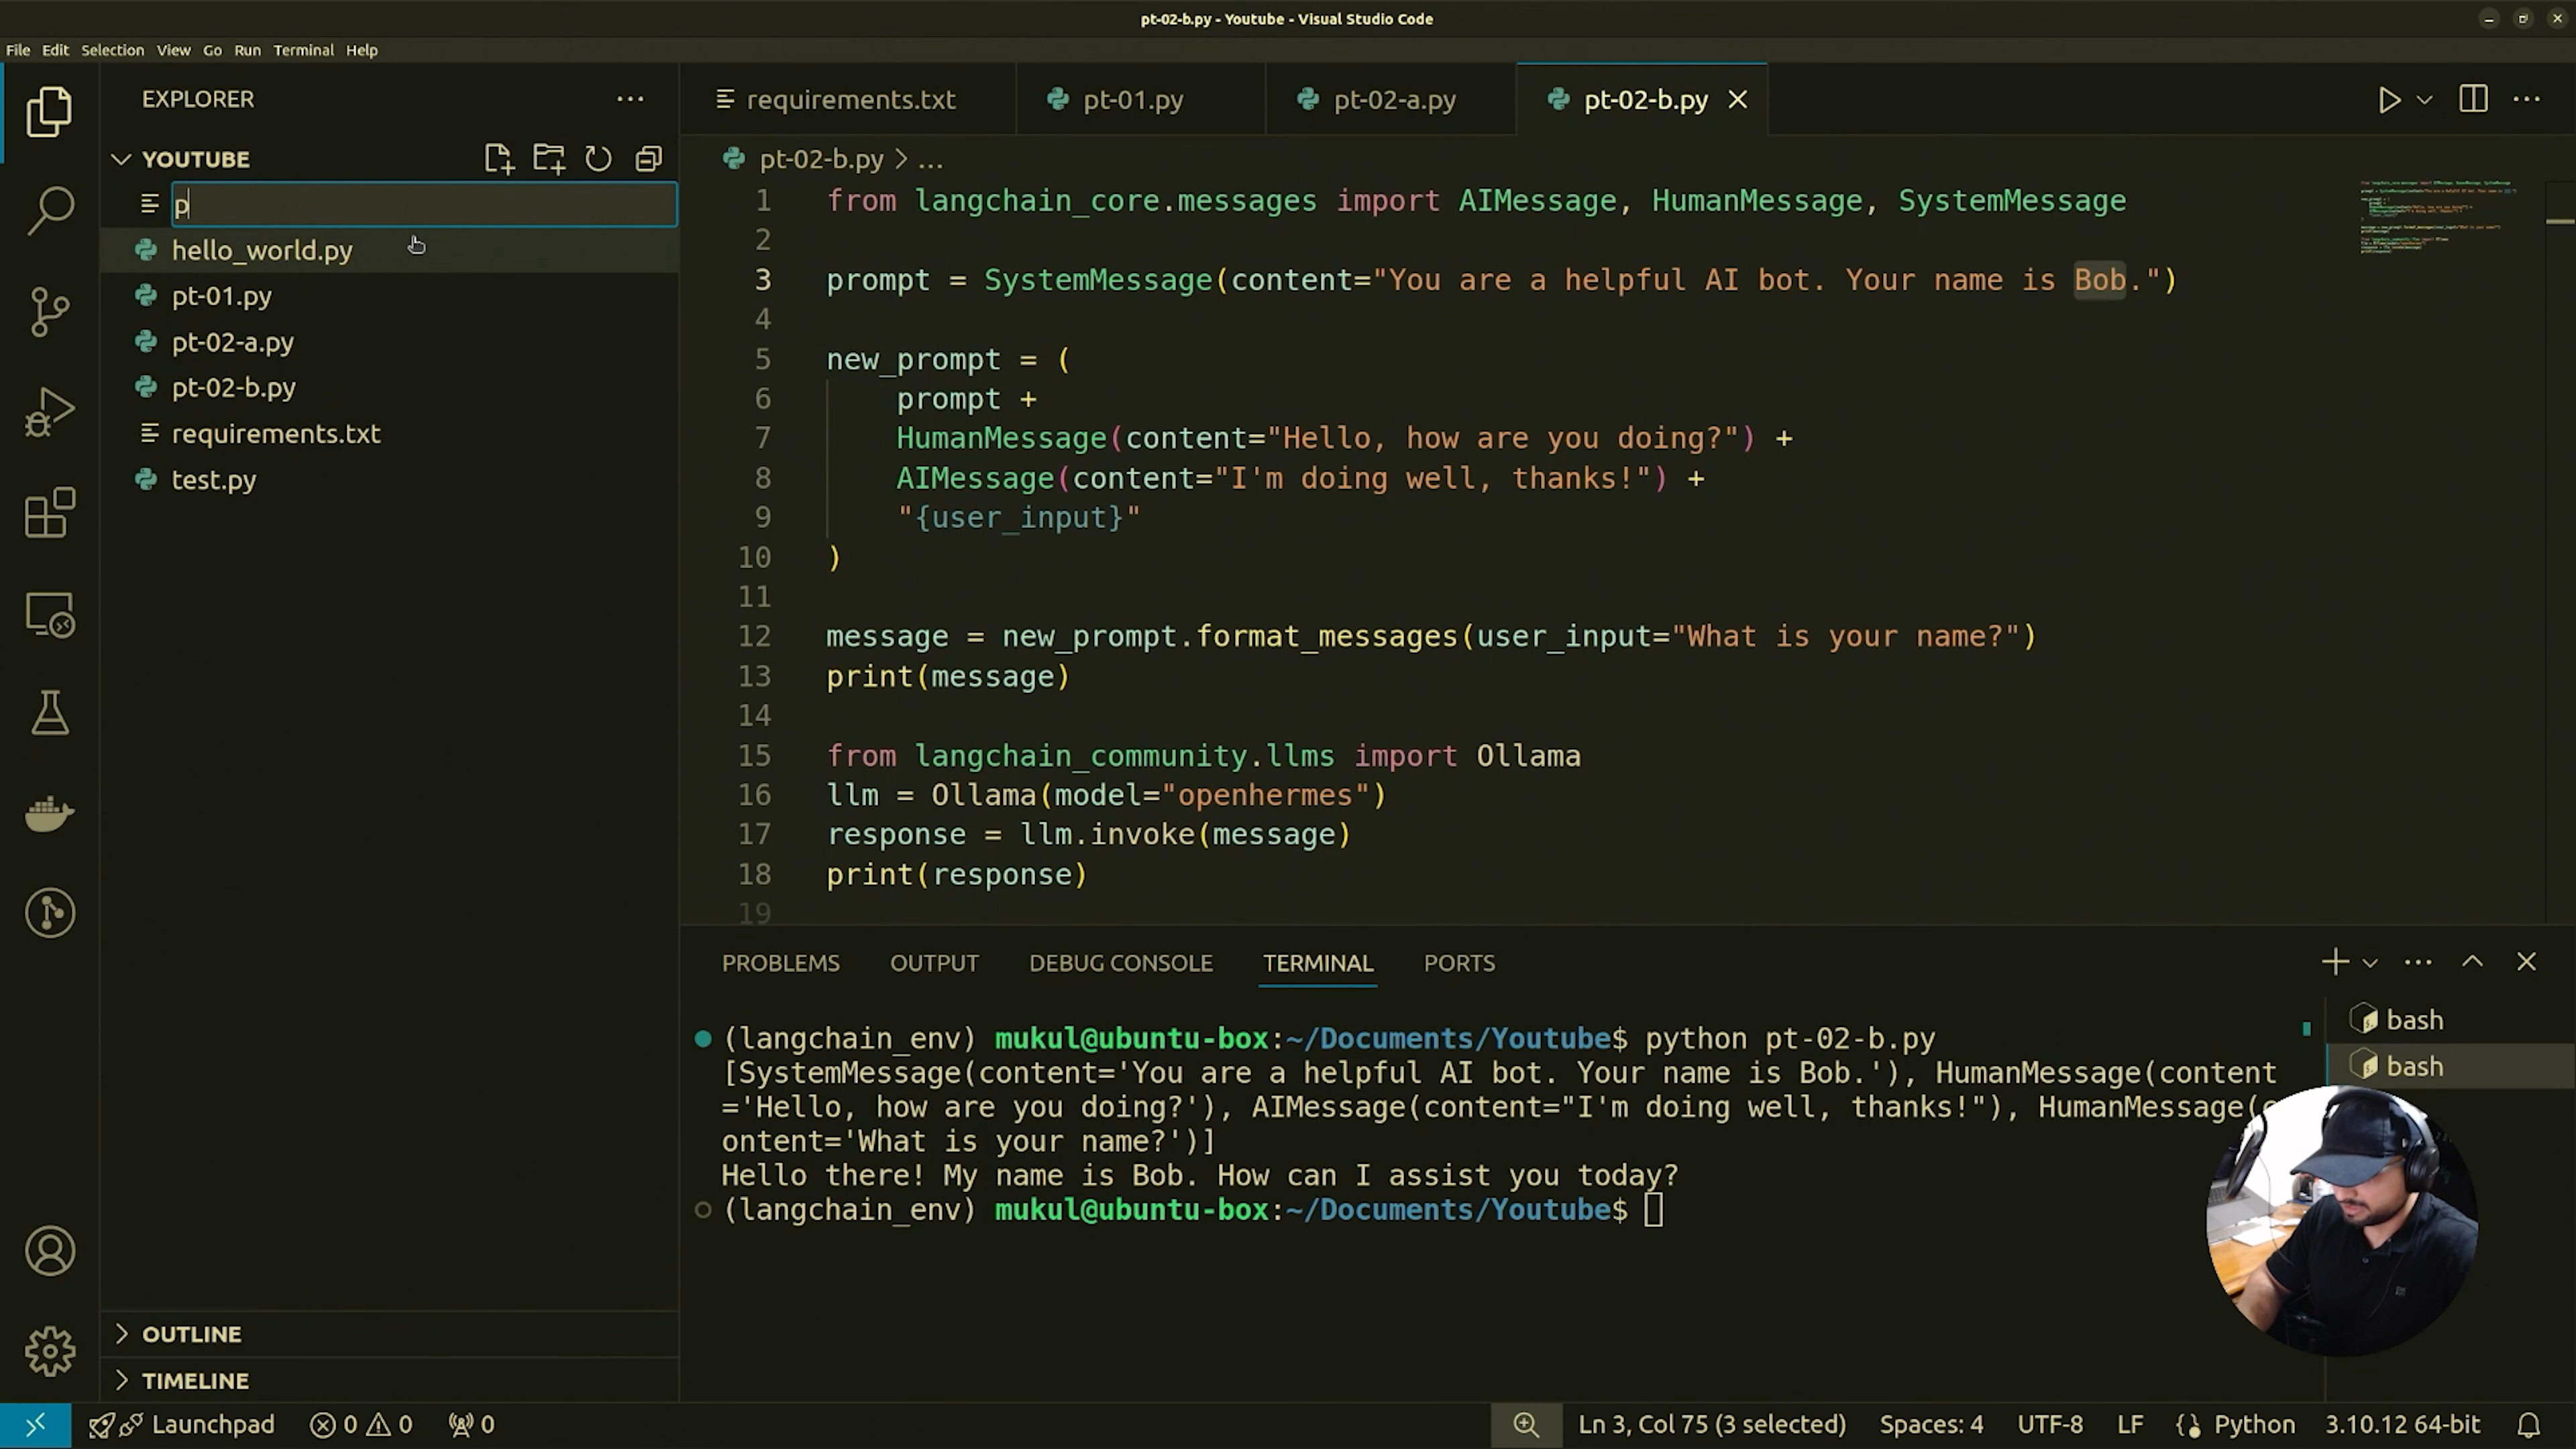 pt-02-b.py - Youtube - Visual Studio Code
File Edit Selection View Go Run Terminal Help
EXPLORER
YOUTUBE
p
hello_world.py
pt-01.py
pt-02-a.py
pt-02-b.py
requirements.txt
test.py
OUTLINE
TIMELINE
requirements.txt pt-01.py pt-02-a.py pt-02-b.py
pt-02-b.py > ...
1 from langchain_core.messages import AIMessage, HumanMessage, SystemMessage
2
3 prompt = SystemMessage(content="You are a helpful AI bot. Your name is Bob.")
4
5 new_prompt = (
6 prompt +
7 HumanMessage(content="Hello, how are you doing?") +
8 AIMessage(content="I'm doing well, thanks!") +
9 "{user_input}"
10 )
11
12 message = new_prompt.format_messages(user_input="What is your name?")
13 print(message)
14
15 from langchain_community.llms import Ollama
16 llm = Ollama(model="openhermes")
17 response = llm.invoke(message)
18 print(response)
19
PROBLEMS OUTPUT DEBUG CONSOLE TERMINAL PORTS
(langchain_env) mukul@ubuntu-box:~/Documents/Youtube$ python pt-02-b.py
[SystemMessage(content='You are a helpful AI bot. Your name is Bob.'), HumanMessage(content
='Hello, how are you doing?'), AIMessage(content="I'm doing well, thanks!"), HumanMessage(c
ontent='What is your name?')]
Hello there! My name is Bob. How can I assist you today?
(langchain_env) mukul@ubuntu-box:~/Documents/Youtube$
bash
bash
Launchpad 0 0 0
Ln 3, Col 75 (3 selected) Spaces: 4 UTF-8 LF Python 3.10.12 64-bit